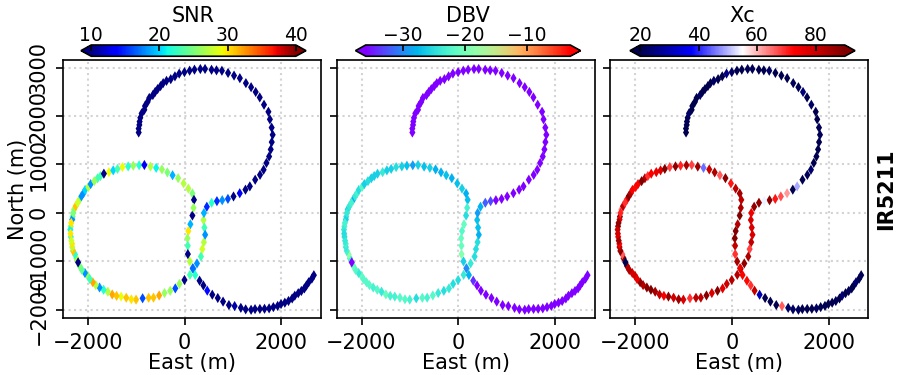 SNR
DBV
Xc
10 20 30 40
−30 −20 −10
20 40 60 80
North (m)
3000
2000
1000
0
−1000
−2000
IR5211
−2000 0 2000
−2000 0 2000
−2000 0 2000
East (m)
East (m)
East (m)